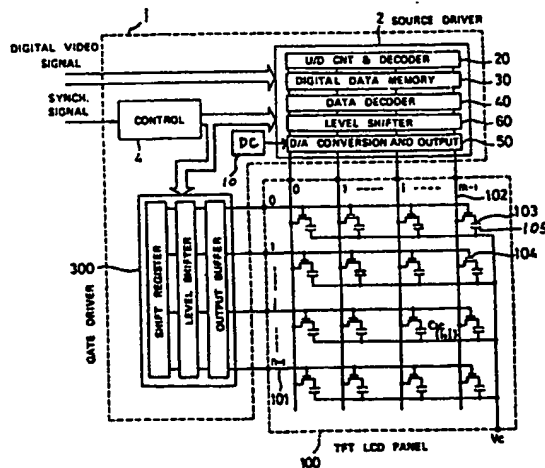 1
2
SOURCE DRIVER
DIGITAL VIDEO
SIGNAL
U/D CNT & DECODER
20
DIGITAL DATA MEMORY
30
SYNCH.
SIGNAL
DATA DECODER
40
CONTROL
LEVEL SHIFTER
60
4
DC
D/A CONVERSION AND OUTPUT
50
10
0
1
i
m-1
102
0
103
105
1
104
300
GATE DRIVER
SHIFT REGISTER
LEVEL SHIFTER
OUTPUT BUFFER
101
Vc
TFT LCD PANEL
100